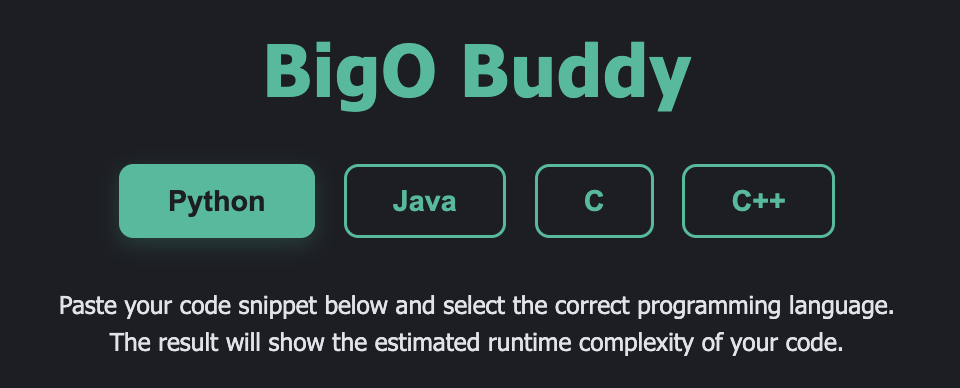 BigO Buddy
Python Java C C++
Paste your code snippet below and select the correct programming language.
The result will show the estimated runtime complexity of your code.